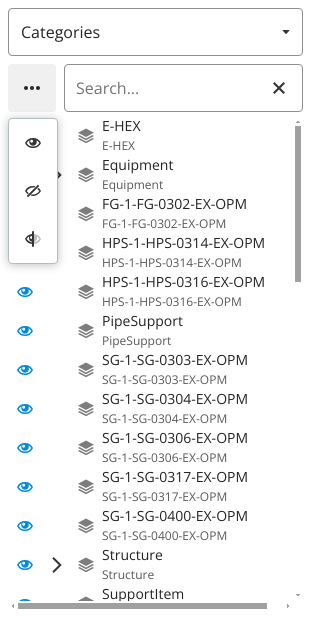 Categories
Search...
E-HEX
E-HEX
Equipment
Equipment
FG-1-FG-0302-EX-OPM
FG-1-FG-0302-EX-OPM
HPS-1-HPS-0314-EX-OPM
HPS-1-HPS-0314-EX-OPM
HPS-1-HPS-0316-EX-OPM
HPS-1-HPS-0316-EX-OPM
PipeSupport
PipeSupport
SG-1-SG-0303-EX-OPM
SG-1-SG-0303-EX-OPM
SG-1-SG-0304-EX-OPM
SG-1-SG-0304-EX-OPM
SG-1-SG-0306-EX-OPM
SG-1-SG-0306-EX-OPM
SG-1-SG-0317-EX-OPM
SG-1-SG-0317-EX-OPM
SG-1-SG-0400-EX-OPM
SG-1-SG-0400-EX-OPM
Structure
Structure
SupportItem